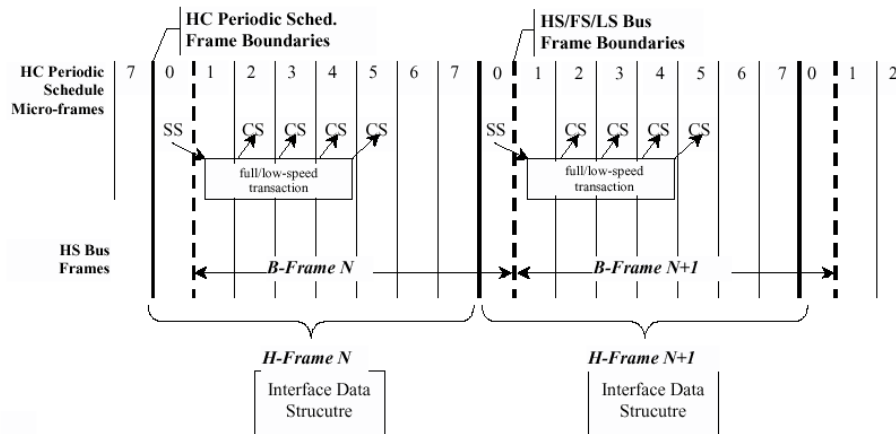 HC Periodic Sched.
Frame Boundaries
HS/FS/LS Bus
Frame Boundaries
HC Periodic
Schedule
Micro-frames
7 0 1 2 3 4 5 6 7 0 1 2 3 4 5 6 7 0 1 2
SS CS CS CS CS SS CS CS CS CS
full/low-speed
transaction
full/low-speed
transaction
HS Bus
Frames
B-Frame N
B-Frame N+1
H-Frame N
H-Frame N+1
Interface Data
Strucutre
Interface Data
Strucutre